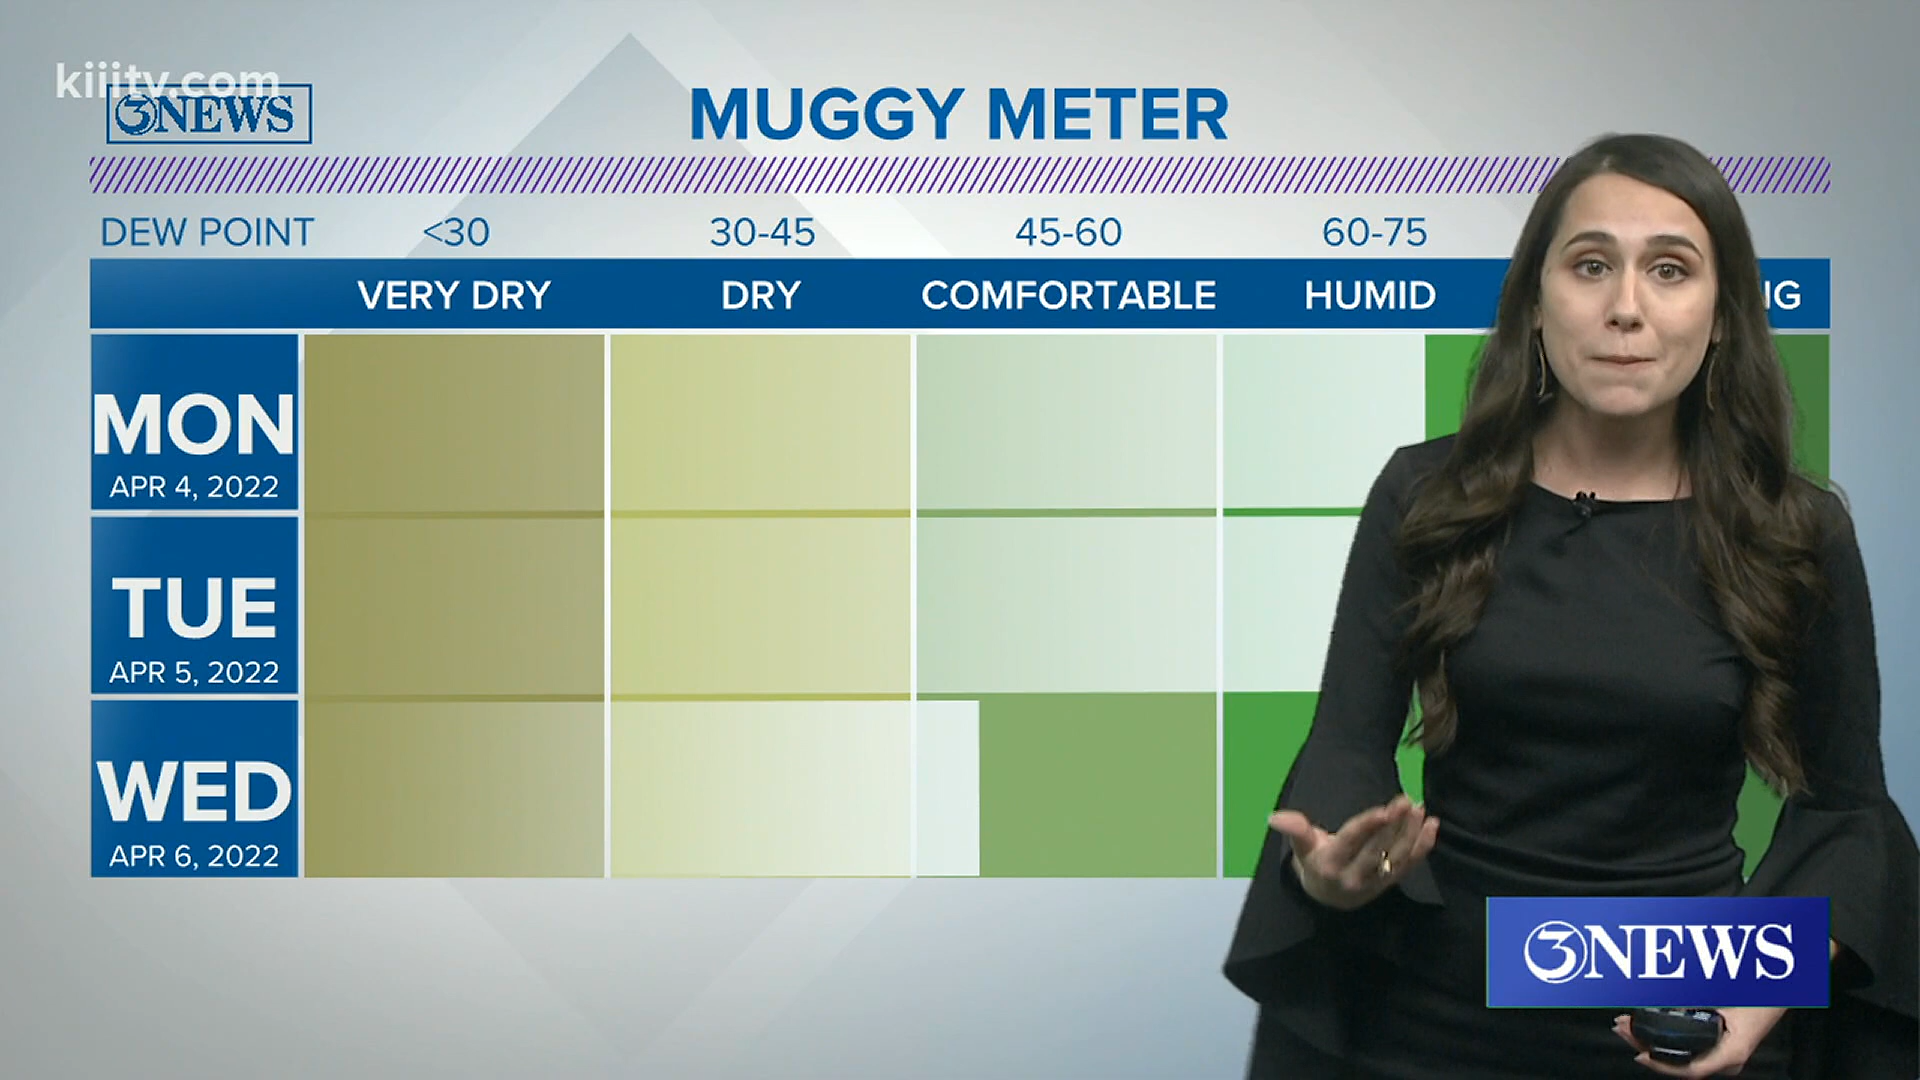 kiiitv.com
3NEWS
MUGGY METER
DEW POINT <30 30-45 45-60 60-75
VERY DRY DRY COMFORTABLE HUMID
MON
APR 4, 2022
TUE
APR 5, 2022
WED
APR 6, 2022
3NEWS